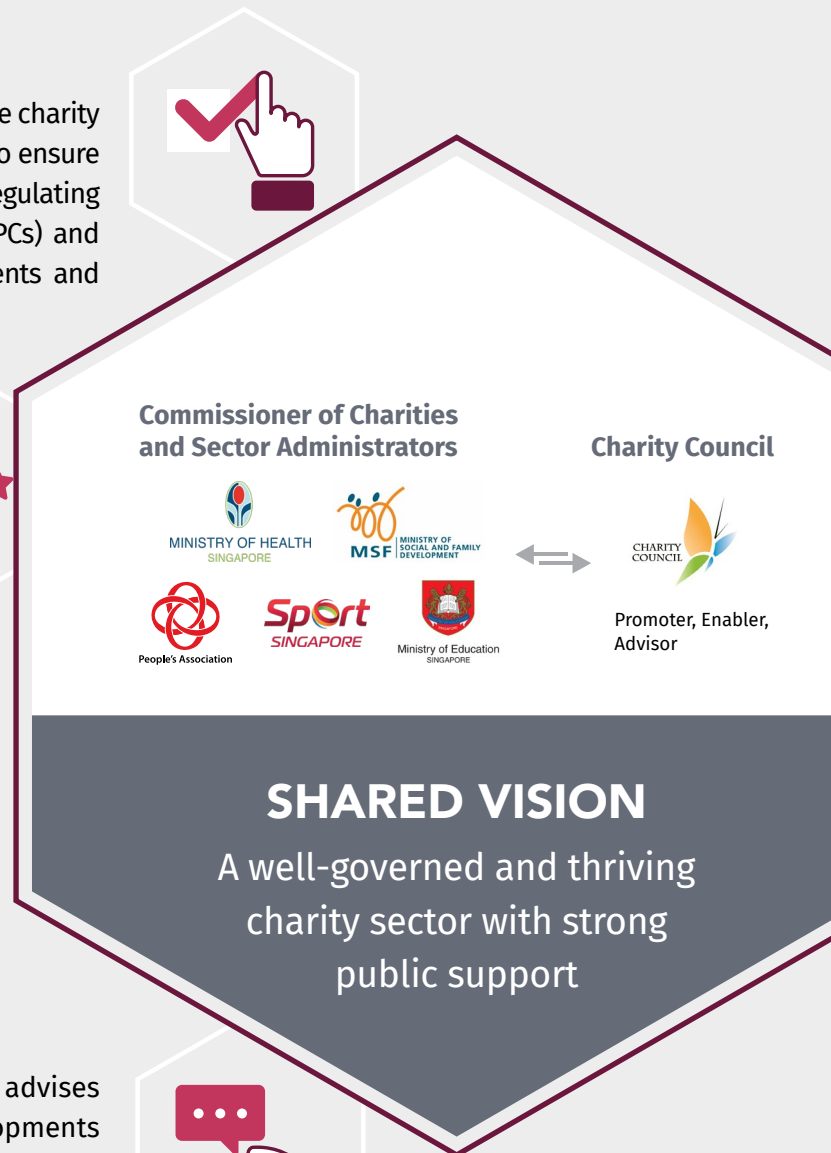 e charity
o ensure
egulating
PCs) and
ents and
Commissioner of Charities
and Sector Administrators
Charity Council
MINISTRY OF HEALTH
SINGAPORE
MSF MINISTRY OF
SOCIAL AND FAMILY
DEVELOPMENT
CHARITY
COUNCIL
People's Association
Sport
SINGAPORE
Ministry of Education
SINGAPORE
Promoter, Enabler,
Advisor
SHARED VISION
A well-governed and thriving
charity sector with strong
public support
advises
opments